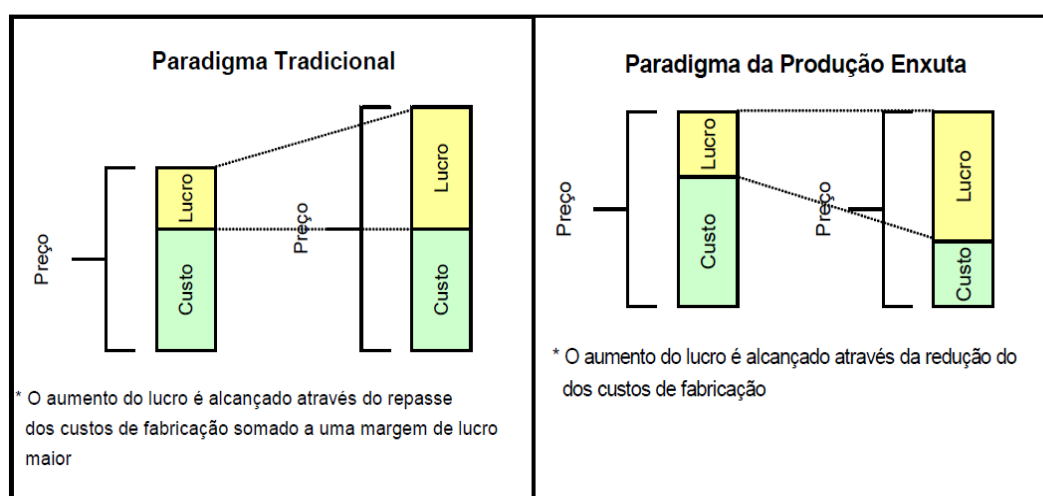 Paradigma Tradicional
Preço
Lucro
Custo
Preço
Lucro
Custo
* O aumento do lucro é alcançado através do repasse
dos custos de fabricação somado a uma margem de lucro
maior
Paradigma da Produção Enxuta
Preço
Lucro
Custo
Preço
Lucro
Custo
* O aumento do lucro é alcançado através da redução do
dos custos de fabricação